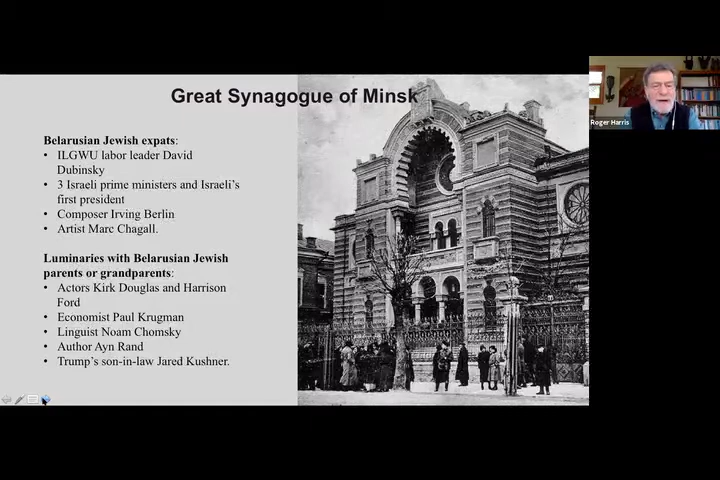 Great Synagogue of Minsk
Roger Harris
Belarusian Jewish expats:
• ILGWU labor leader David
Dubinsky
• 3 Israeli prime ministers and Israeli's
first president
• Composer Irving Berlin
• Artist Marc Chagall.
Luminaries with Belarusian Jewish
parents or grandparents:
• Actors Kirk Douglas and Harrison
Ford
• Economist Paul Krugman
• Linguist Noam Chomsky
• Author Ayn Rand
• Trump's son-in-law Jared Kushner.